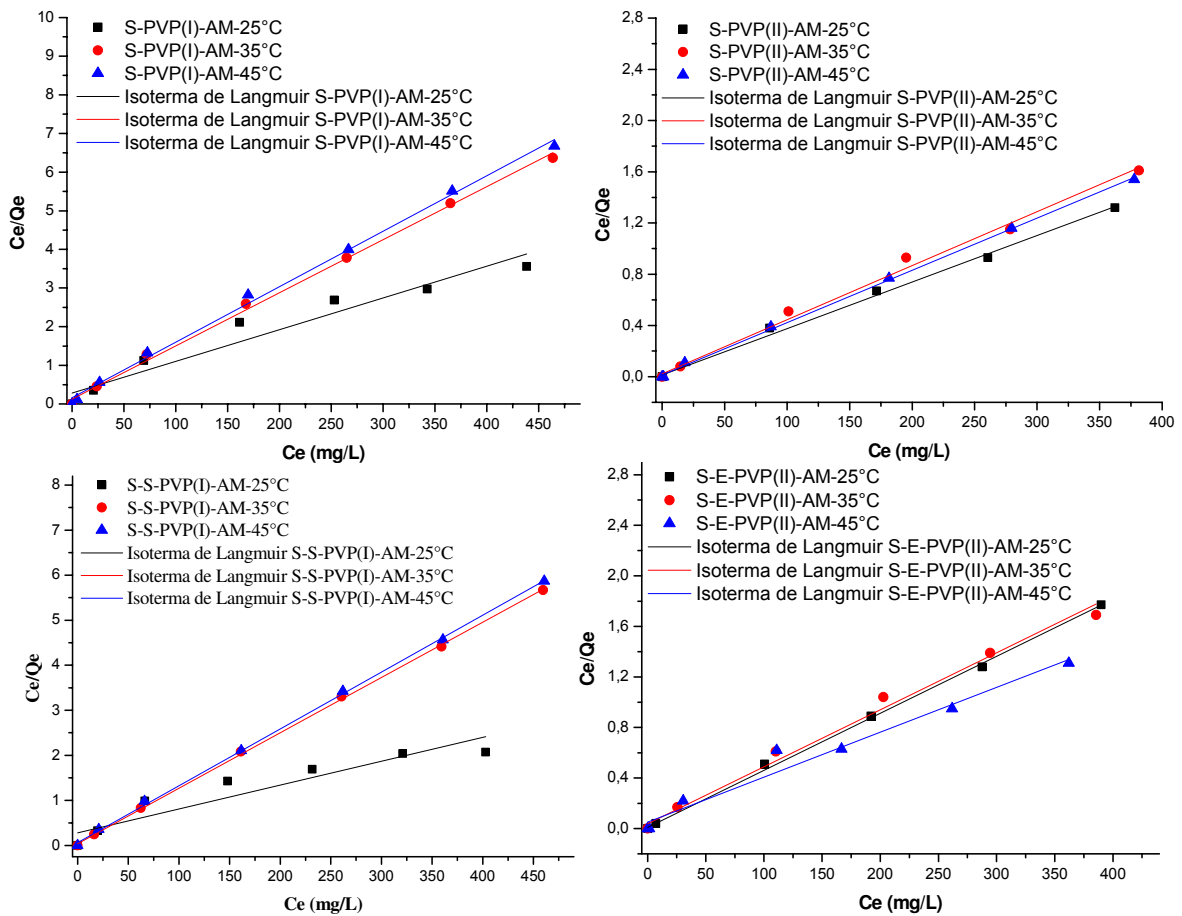 S-PVP(I)-AM-25°C
S-PVP(I)-AM-35°C
S-PVP(I)-AM-45°C
Isoterma de Langmuir S-PVP(I)-AM-25°C
Isoterma de Langmuir S-PVP(I)-AM-35°C
Isoterma de Langmuir S-PVP(I)-AM-45°C
Ce/Qe
10
9
8
7
6
5
4
3
2
1
0
0 50 100 150 200 250 300 350 400 450
Ce (mg/L)
S-PVP(II)-AM-25°C
S-PVP(II)-AM-35°C
S-PVP(II)-AM-45°C
Isoterma de Langmuir S-PVP(II)-AM-25°C
Isoterma de Langmuir S-PVP(II)-AM-35°C
Isoterma de Langmuir S-PVP(II)-AM-45°C
Ce/Qe
2,8
2,4
2,0
1,6
1,2
0,8
0,4
0,0
0 50 100 150 200 250 300 350 400
Ce (mg/L)
S-S-PVP(I)-AM-25°C
S-S-PVP(I)-AM-35°C
S-S-PVP(I)-AM-45°C
Isoterma de Langmuir S-S-PVP(I)-AM-25°C
Isoterma de Langmuir S-S-PVP(I)-AM-35°C
Isoterma de Langmuir S-S-PVP(I)-AM-45°C
Ce/Qe
8
7
6
5
4
3
2
1
0
0 50 100 150 200 250 300 350 400 450
Ce (mg/L)
S-E-PVP(II)-AM-25°C
S-E-PVP(II)-AM-35°C
S-E-PVP(II)-AM-45°C
Isoterma de Langmuir S-E-PVP(II)-AM-25°C
Isoterma de Langmuir S-E-PVP(II)-AM-35°C
Isoterma de Langmuir S-E-PVP(II)-AM-45°C
Ce/Qe
2,8
2,4
2,0
1,6
1,2
0,8
0,4
0,0
0 50 100 150 200 250 300 350 400
Ce (mg/L)